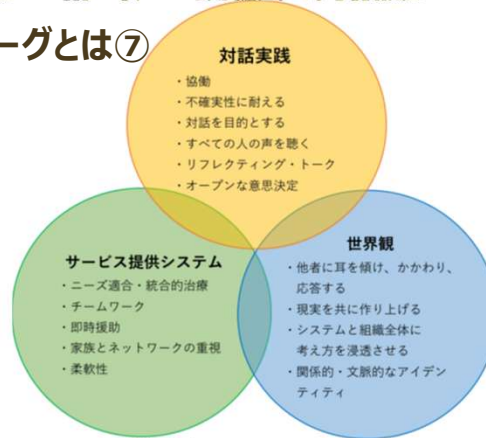 ーグとは⑦
対話実践
・協働
・不確実性に耐える
・対話を目的とする
・すべての人の声を聴く
・リフレクティング・トーク
・オープンな意思決定
サービス提供システム
・ニーズ適合・統合的治療
・チームワーク
・即時援助
・家族とネットワークの重視
・柔軟性
世界観
・他者に耳を傾け、かかわり、
応答する
・現実を共に作り上げる
・システムと組織全体に
考え方を浸透させる
・関係的・文脈的なアイデン
ティティ